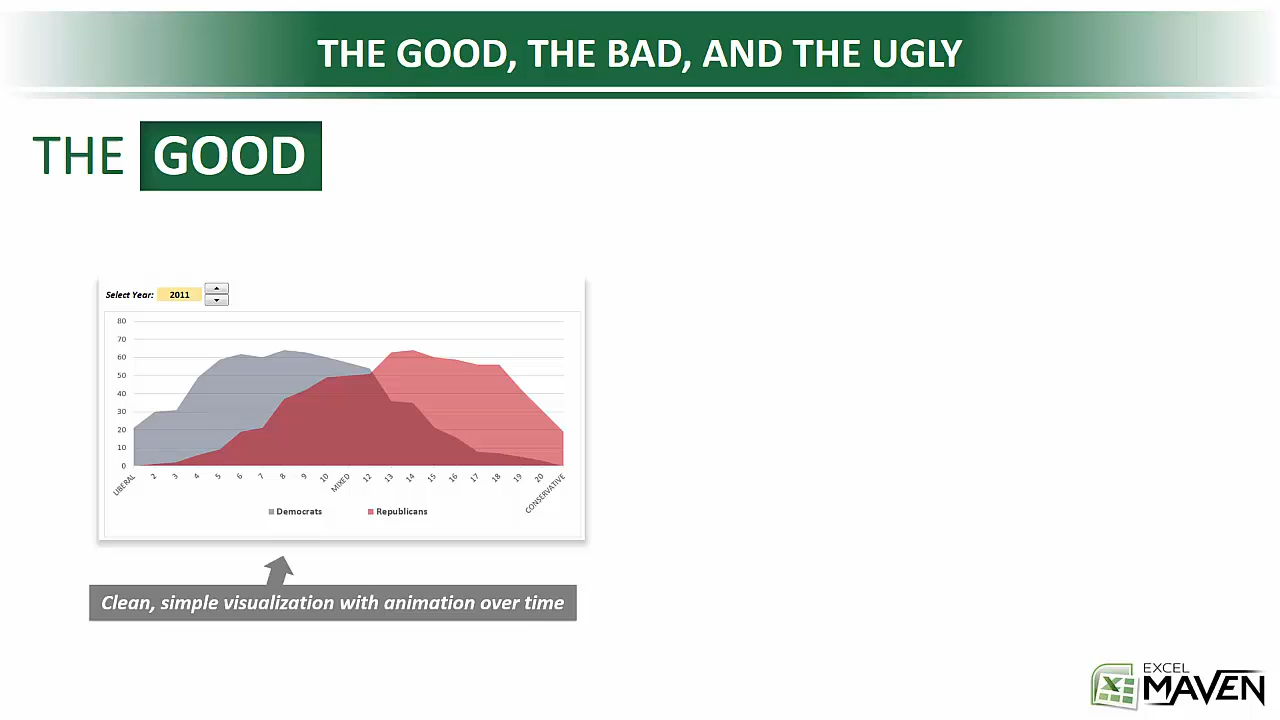 THE GOOD, THE BAD, AND THE UGLY
THE GOOD
Select Year: 2011
80
70
60
50
40
30
20
10
0
LIBERAL 2 3 4 5 6 7 8 9 10 MIXED 12 13 14 15 16 17 18 19 20 CONSERVATIVE
Democrats Republicans
Clean, simple visualization with animation over time
EXCEL
MAVEN